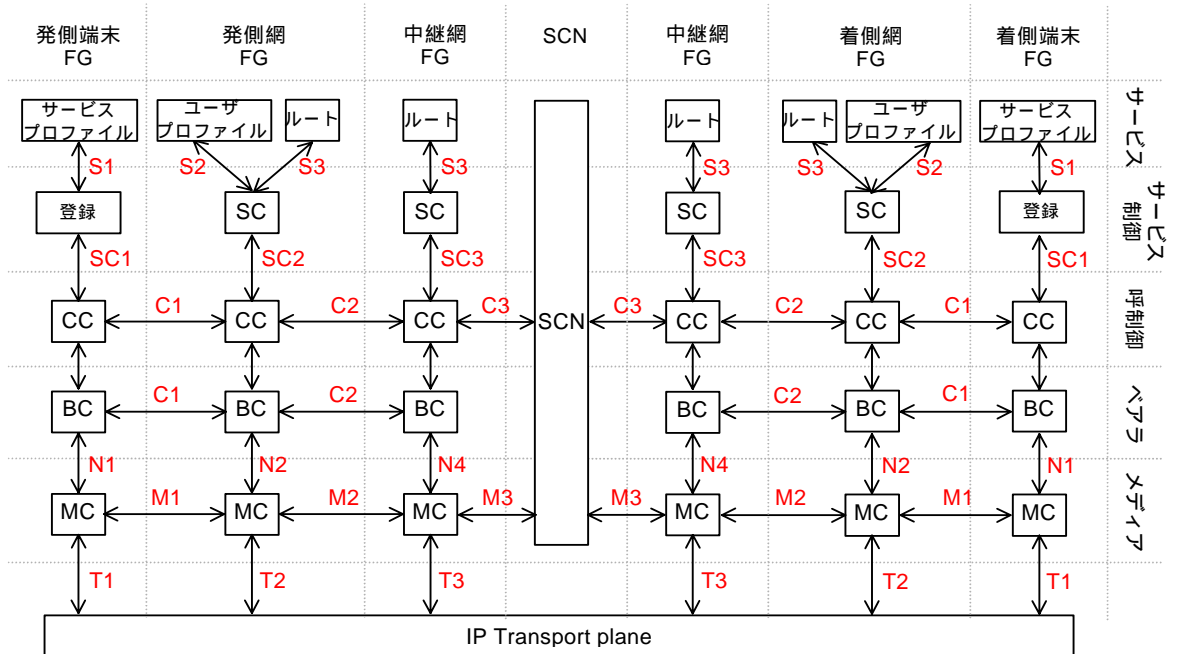 発側端末 FG
発側網 FG
中継網 FG
SCN
中継網 FG
着側網 FG
着側端末 FG
サービス プロファイル
ユーザ プロファイル
ルート
ルート
ルート
ルート
ユーザ プロファイル
サービス プロファイル
サービス
S1
S2
S3
S3
S3
S3
S2
S1
登録
SC
SC
SC
SC
登録
サービス制御
SC1
SC2
SC3
SC3
SC2
SC1
CC
C1
CC
C2
CC
C3
SCN
C3
CC
C2
CC
C1
CC
呼制御
BC
C1
BC
C2
BC
BC
C2
BC
C1
BC
ベアラ
N1
N2
N4
N4
N2
N1
MC
M1
MC
M2
MC
M3
M3
MC
M2
MC
M1
MC
メディア
T1
T2
T3
T3
T2
T1
IP Transport plane